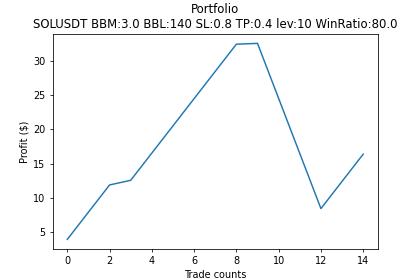 Portfolio
SOLUSDT BBM:3.0 BBL:140 SL:0.8 TP:0.4 lev:10 WinRatio:80.0
30
25
20
15
10
5
Profit ($)
0 2 4 6 8 10 12 14
Trade counts